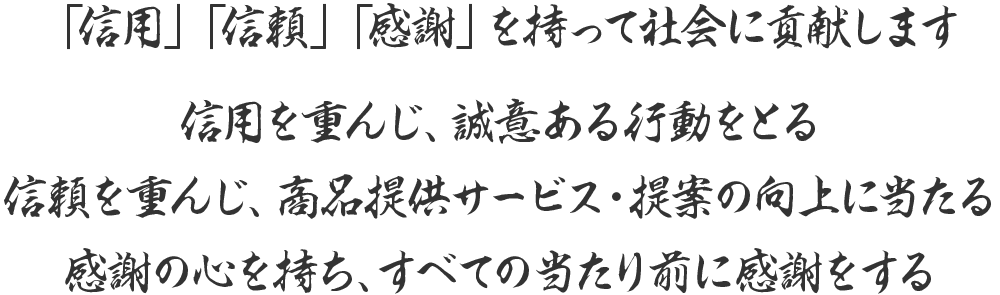 「信用」「信頼」「感謝」を持って社会に貢献します
信用を重んじ、誠意ある行動をとる
信頼を重んじ、商品提供サービス・提案の向上に当たる
感謝の心を持ち、すべての当たり前に感謝をする